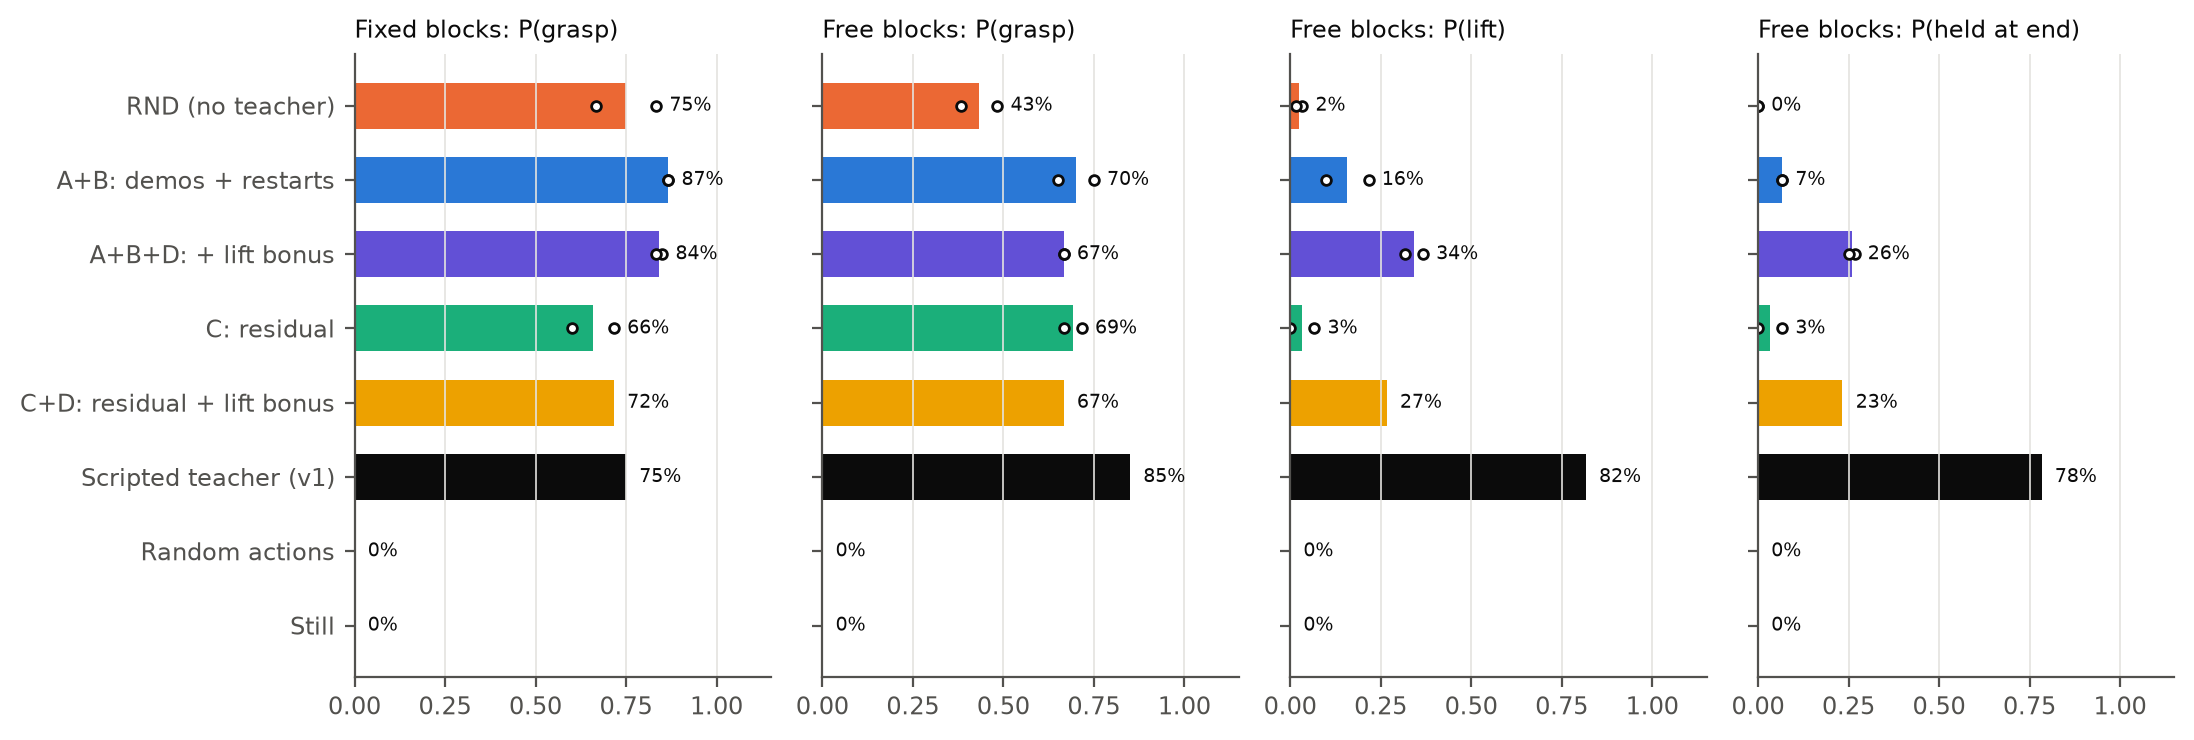 Fixed blocks: P(grasp)
Free blocks: P(grasp)
Free blocks: P(lift)
Free blocks: P(held at end)
RND (no teacher)
75%
43%
2%
0%
A+B: demos + restarts
87%
70%
16%
7%
A+B+D: + lift bonus
84%
67%
34%
26%
C: residual
66%
69%
3%
3%
C+D: residual + lift bonus
72%
67%
27%
23%
Scripted teacher (v1)
75%
85%
82%
78%
Random actions
0%
0%
0%
0%
Still
0%
0%
0%
0%
0.00 0.25 0.50 0.75 1.00
0.00 0.25 0.50 0.75 1.00
0.00 0.25 0.50 0.75 1.00
0.00 0.25 0.50 0.75 1.00